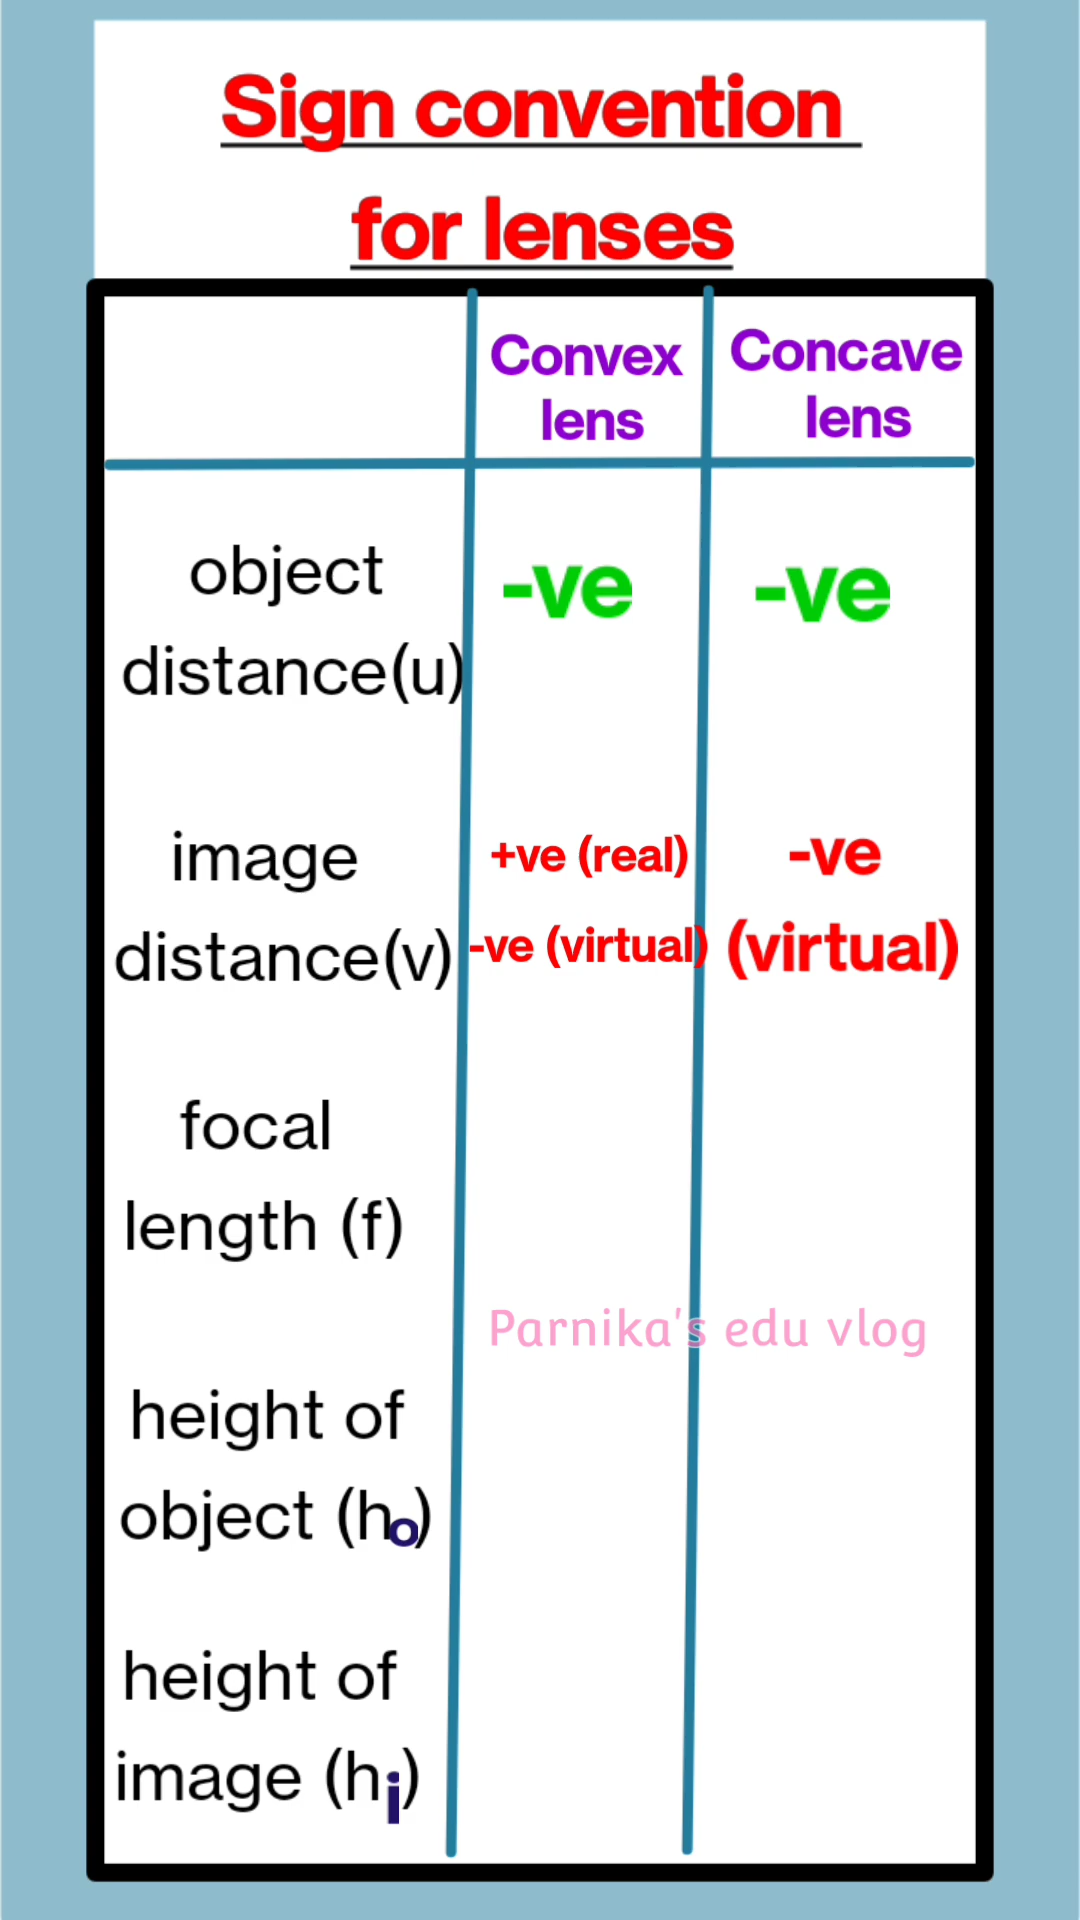 Sign convention
for lenses
Convex
lens
Concave
lens
object
distance(u)
-ve
-ve
image
distance(v)
+ve (real)
-ve (virtual)
-ve
(virtual)
focal
length (f)
Parnika's edu vlog
height of
object (ho)
height of
image (hi)